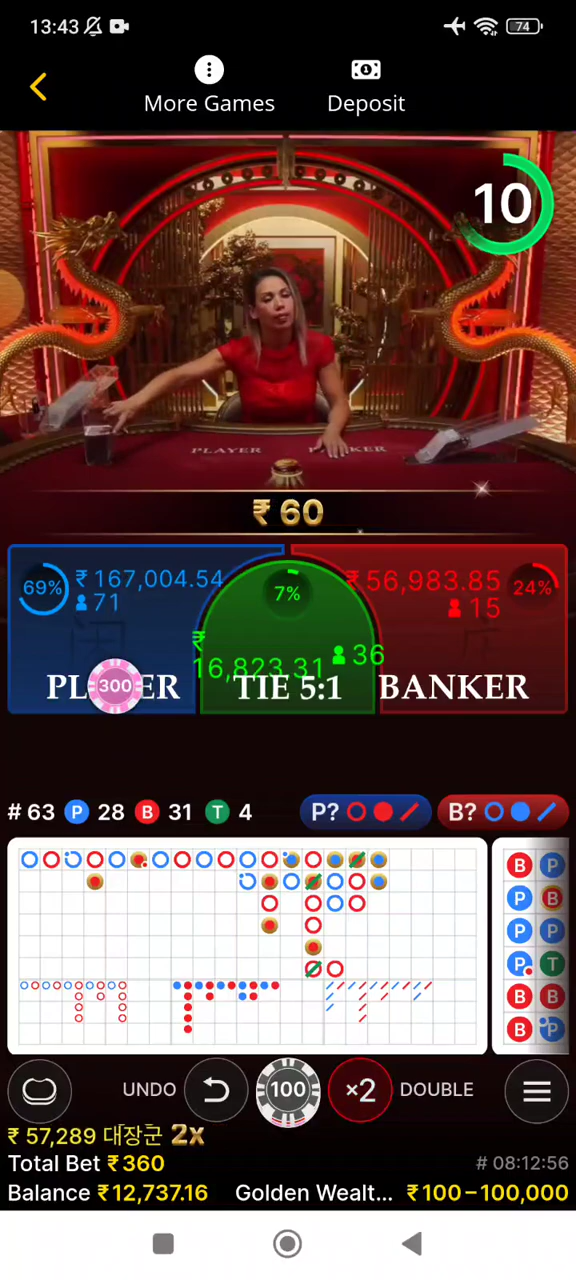 13:43 74
More Games Deposit
10
PLAYER
₹ 60
69% ₹ 167,004.54
71
7%
₹ 56,983.85 24%
15
₹
16,823.31 36
PL 300 ER TIE 5:1 BANKER
# 63 P 28 B 31 T 4 P? B?
B P
P B
P P
P T
B B
B P
UNDO 100 ×2 DOUBLE
₹ 57,289 대장군 2x
Total Bet ₹360 # 08:12:56
Balance ₹12,737.16 Golden Wealt... ₹100–100,000